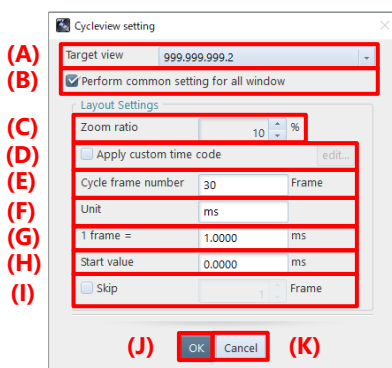 Cycleview setting
(A) Target view 999.999.999.2
(B) Perform common setting for all window
Layout Settings
(C) Zoom ratio 10 %
(D) Apply custom time code edit...
(E) Cycle frame number 30 Frame
(F) Unit ms
(G) 1 frame = 1.0000 ms
(H) Start value 0.0000 ms
(I) Skip 1 Frame
(J) OK Cancel (K)